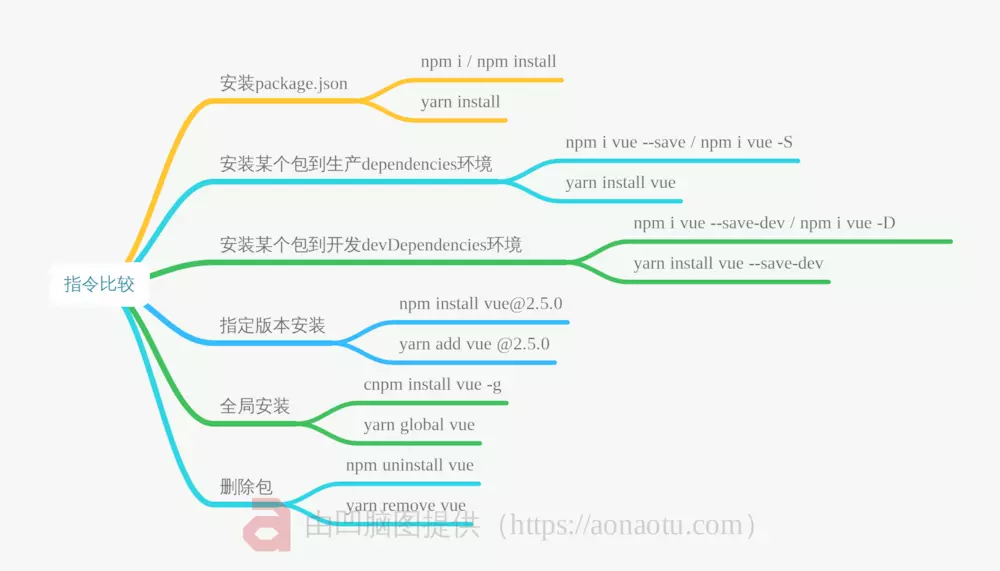 指令比较
安装package.json
npm i / npm install
yarn install
安装某个包到生产dependencies环境
npm i vue --save / npm i vue -S
yarn install vue
安装某个包到开发devDependencies环境
npm i vue --save-dev / npm i vue -D
yarn install vue --save-dev
指定版本安装
npm install vue@2.5.0
yarn add vue @2.5.0
全局安装
cnpm install vue -g
yarn global vue
删除包
npm uninstall vue
yarn remove vue
a 由凹脑图提供（https://aonaotu.com）